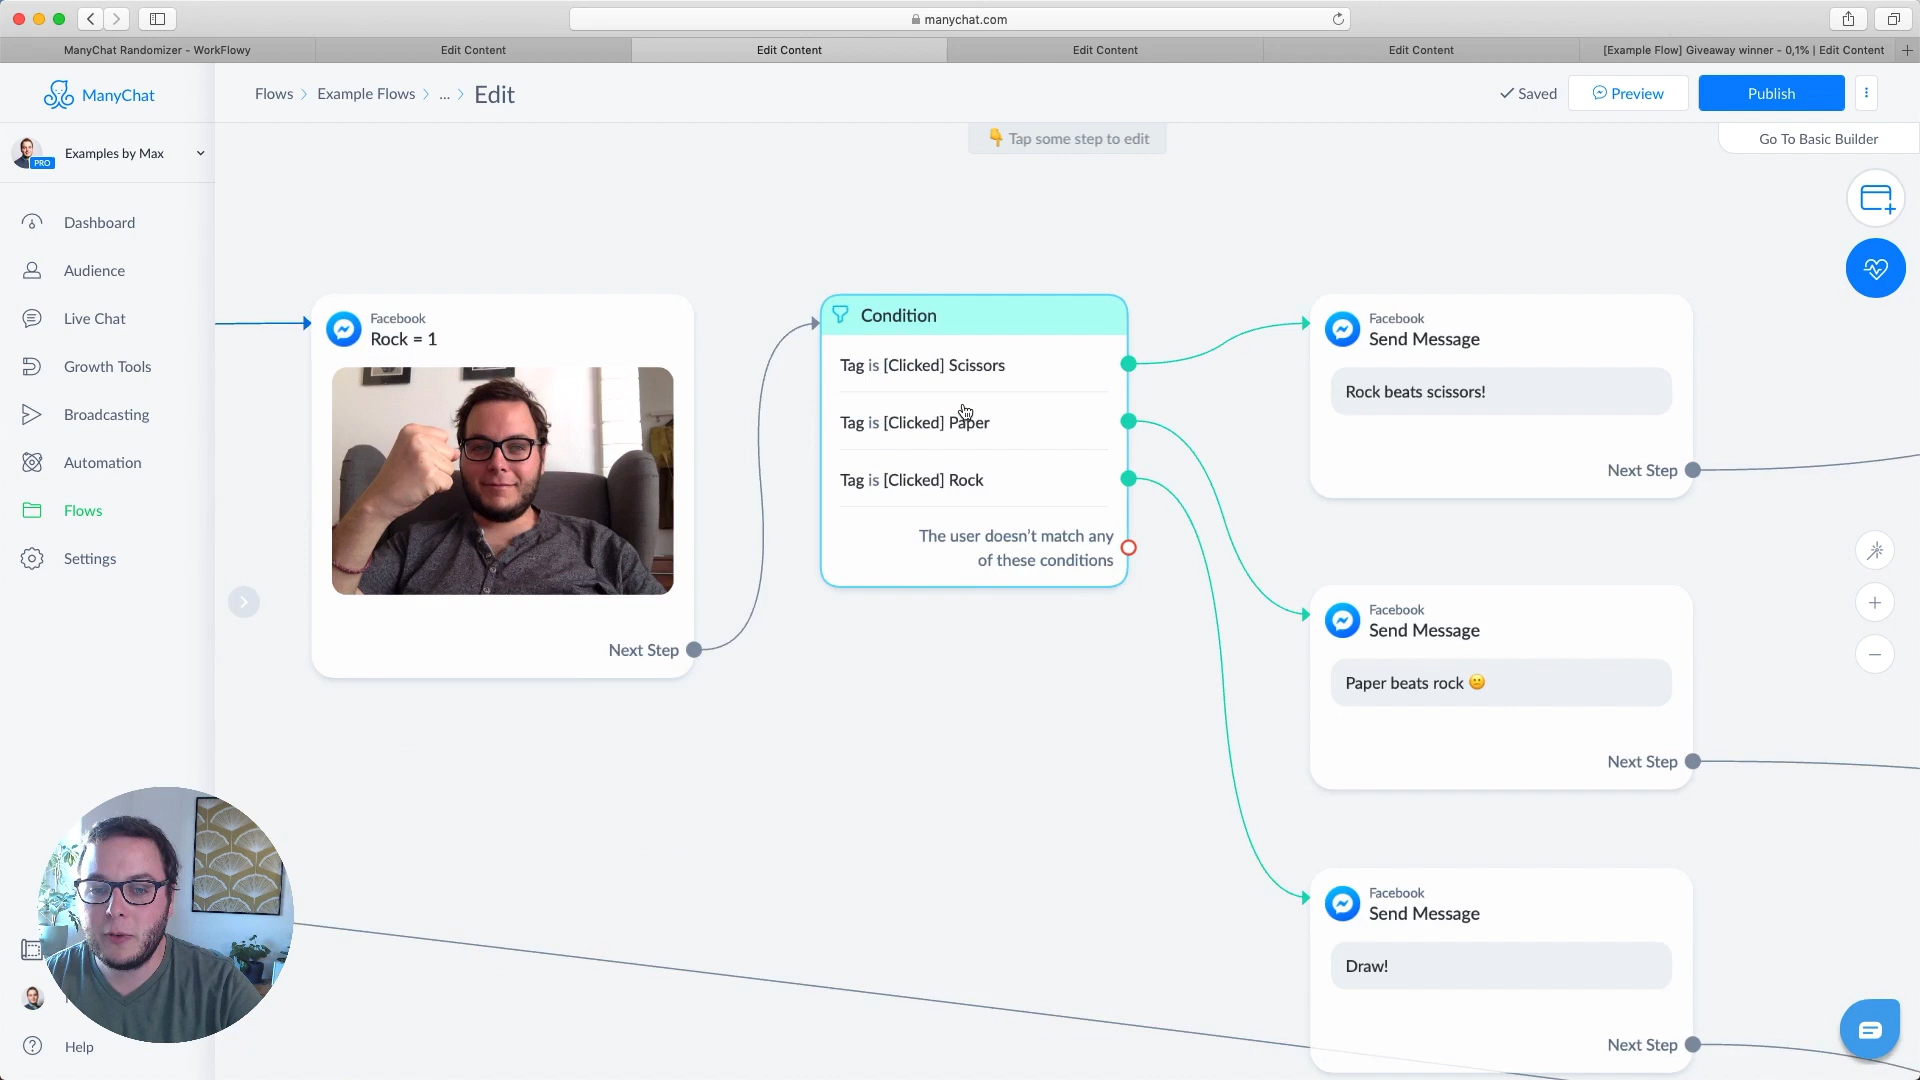 manychat.com
ManyChat Randomizer - WorkFlowy
Edit Content
Edit Content
Edit Content
Edit Content
[Example Flow] Giveaway winner - 0,1% | Edit Content
ManyChat
Flows
Example Flows
...
Edit
Saved
Preview
Publish
👇 Tap some step to edit
Go To Basic Builder
PRO
Examples by Max
Dashboard
Audience
Live Chat
Growth Tools
Broadcasting
Automation
Flows
Settings
Help
Facebook
Rock = 1
Next Step
Condition
Tag is [Clicked] Scissors
Tag is [Clicked] Paper
Tag is [Clicked] Rock
The user doesn't match any
of these conditions
Facebook
Send Message
Rock beats scissors!
Next Step
Facebook
Send Message
Paper beats rock 😐
Next Step
Facebook
Send Message
Draw!
Next Step